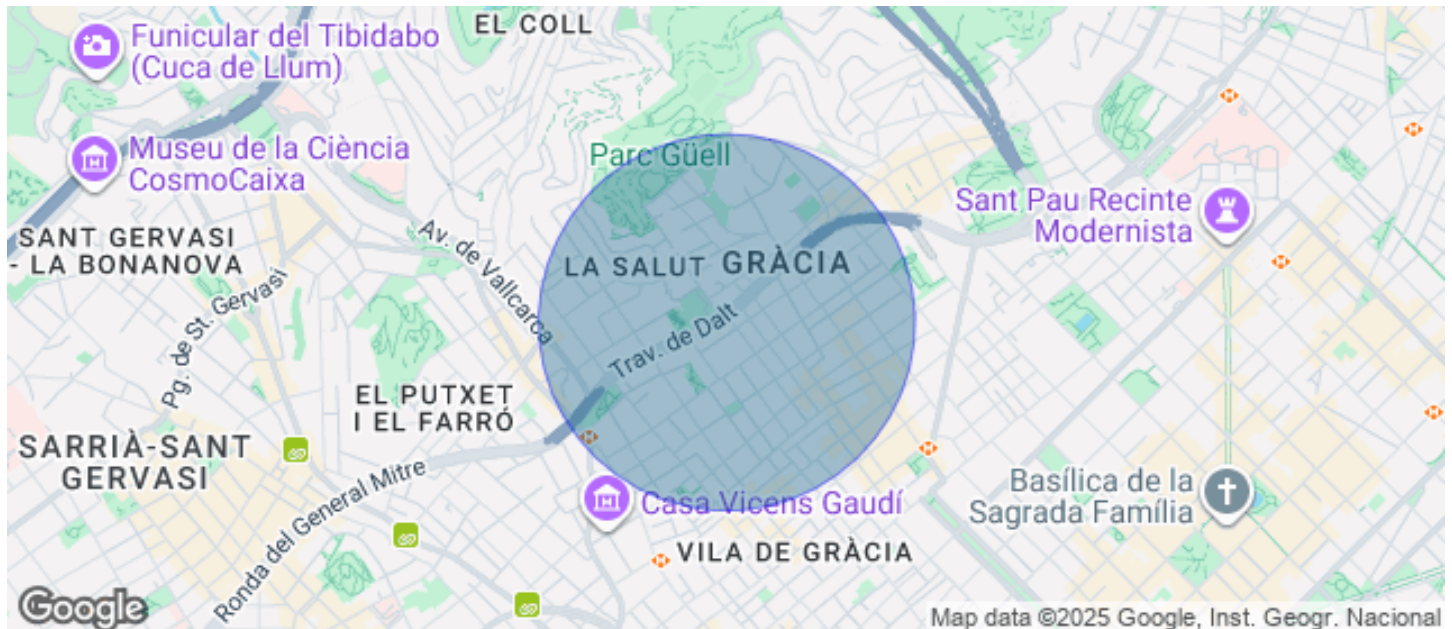 EL COLL
Funicular del Tibidabo
(Cuca de Llum)
Museu de la Ciència
CosmoCaixa
Parc Güell
Sant Pau Recinte
Modernista
SANT GERVASI
- LA BONANOVA
Av. de Vallcarca
LA SALUT
GRÀCIA
Pg. de St. Gervasi
Trav. de Dalt
EL PUTXET
I EL FARRÓ
SARRIÀ-SANT
GERVASI
Ronda del General Mitre
Casa Vicens Gaudí
Basílica de la
Sagrada Família
VILA DE GRÀCIA
Google
Map data ©2025 Google, Inst. Geogr. Nacional